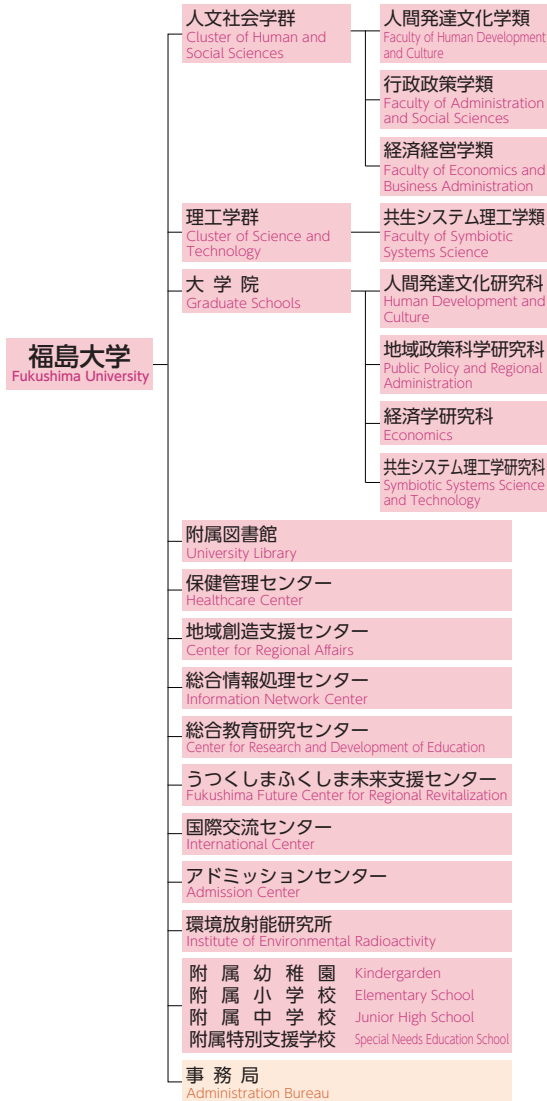 人文社会学群
Cluster of Human and
Social Sciences
人間発達文化学類
Faculty of Human Development
and Culture
行政政策学類
Faculty of Administration
and Social Sciences
経済経営学類
Faculty of Economics and
Business Administration
理工学群
Cluster of Science and
Technology
共生システム理工学類
Faculty of Symbiotic
Systems Science
大学院
Graduate Schools
人間発達文化研究科
Human Development and
Culture
地域政策科学研究科
Public Policy and Regional
Administration
経済学研究科
Economics
共生システム理工学研究科
Symbiotic Systems Science
and Technology
福島大学
Fukushima University
附属図書館
University Library
保健管理センター
Healthcare Center
地域創造支援センター
Center for Regional Affairs
総合情報処理センター
Information Network Center
総合教育研究センター
Center for Research and Development of Education
うつくしまふくしま未来支援センター
Fukushima Future Center for Regional Revitalization
国際交流センター
International Center
アドミッションセンター
Admission Center
環境放射能研究所
Institute of Environmental Radioactivity
附属幼稚園 Kindergarden
附属小学校 Elementary School
附属中学校 Junior High School
附属特別支援学校 Special Needs Education School
事務局
Administration Bureau